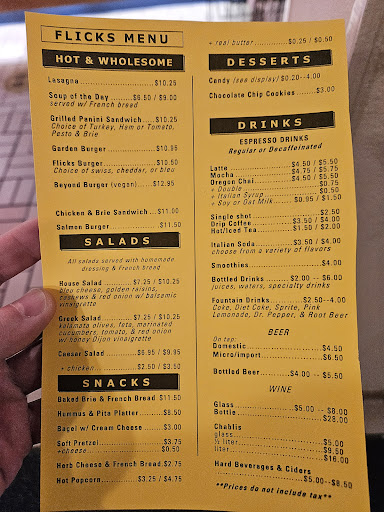 FLICKS MENU
HOT & WHOLESOME
Lasagna..................$10.25
Soup of the Day.......$6.50 / $9.00
served w/ French bread
Grilled Panini Sandwich....$10.25
Choice of Turkey, Ham or Tomato,
Pesto & Brie
Garden Burger............$10.95
Flicks Burger..............$10.50
Choice of swiss, cheddar, or bleu
Beyond Burger (vegan).....$12.95
Chicken & Brie Sandwich...$11.00
Salmon Burger..............$11.50
SALADS
All salads served with homemade
dressing & French bread
House Salad........$7.25 / $10.25
bleu cheese, golden raisins,
cashews & red onion w/ balsamic
vinaigrette
Greek Salad........$7.25 / $10.25
kalamata olives, feta, marinated
cucumbers, tomato, & red onion
w/ honey Dijon vinaigrette
Caesar Salad........$6.95 / $9.95
+ chicken............$2.50 / $3.50
SNACKS
Baked Brie & French Bread $11.50
Hummus & Pita Platter......$8.50
Bagel w/ Cream Cheese.....$3.00
Soft Pretzel..................$3.75
+cheese......................$0.50
Herb Cheese & French Bread.$2.75
Hot Popcorn.........$3.25 / $4.75
+ real butter..........$0.25 / $0.50
DESSERTS
Candy (see display) $0.20--4.00
Chocolate Chip Cookies....$3.00
DRINKS
ESPRESSO DRINKS
Regular or Decaffeinated
Latte..................$4.50 / $5.50
Mocha................$4.75 / $5.75
Oregon Chai..........$4.50 / $5.50
+ Double......................$0.50
+ Italian Syrup...............$0.75
+ Soy or Oat Milk...$0.95 / $1.50
Single shot...................$2.50
Drip Coffee...........$3.50 / $4.00
Hot/Iced Tea.........$1.50 / $2.00
Italian Soda...........$3.50 / $4.00
choose from a variety of flavors
Smoothies....................$4.00
Bottled Drinks.......$2.00 -- $6.00
juices, waters, specialty drinks
Fountain Drinks........$2.50--4.00
Coke, Diet Coke, Sprite, Pink
Lemonade, Dr. Pepper, & Root Beer
BEER
On tap:
Domestic.....................$4.50
Micro/import.................$6.50
Bottled Beer........$4.00 -- $5.50
WINE
Glass................$5.00 -- $8.00
Bottle.......................$28.00
Chablis
glass.........................$5.00
½ liter.......................$9.50
liter........................$16.00
Hard Beverages & Ciders
$5.00--$8.50
**Prices do not include tax**